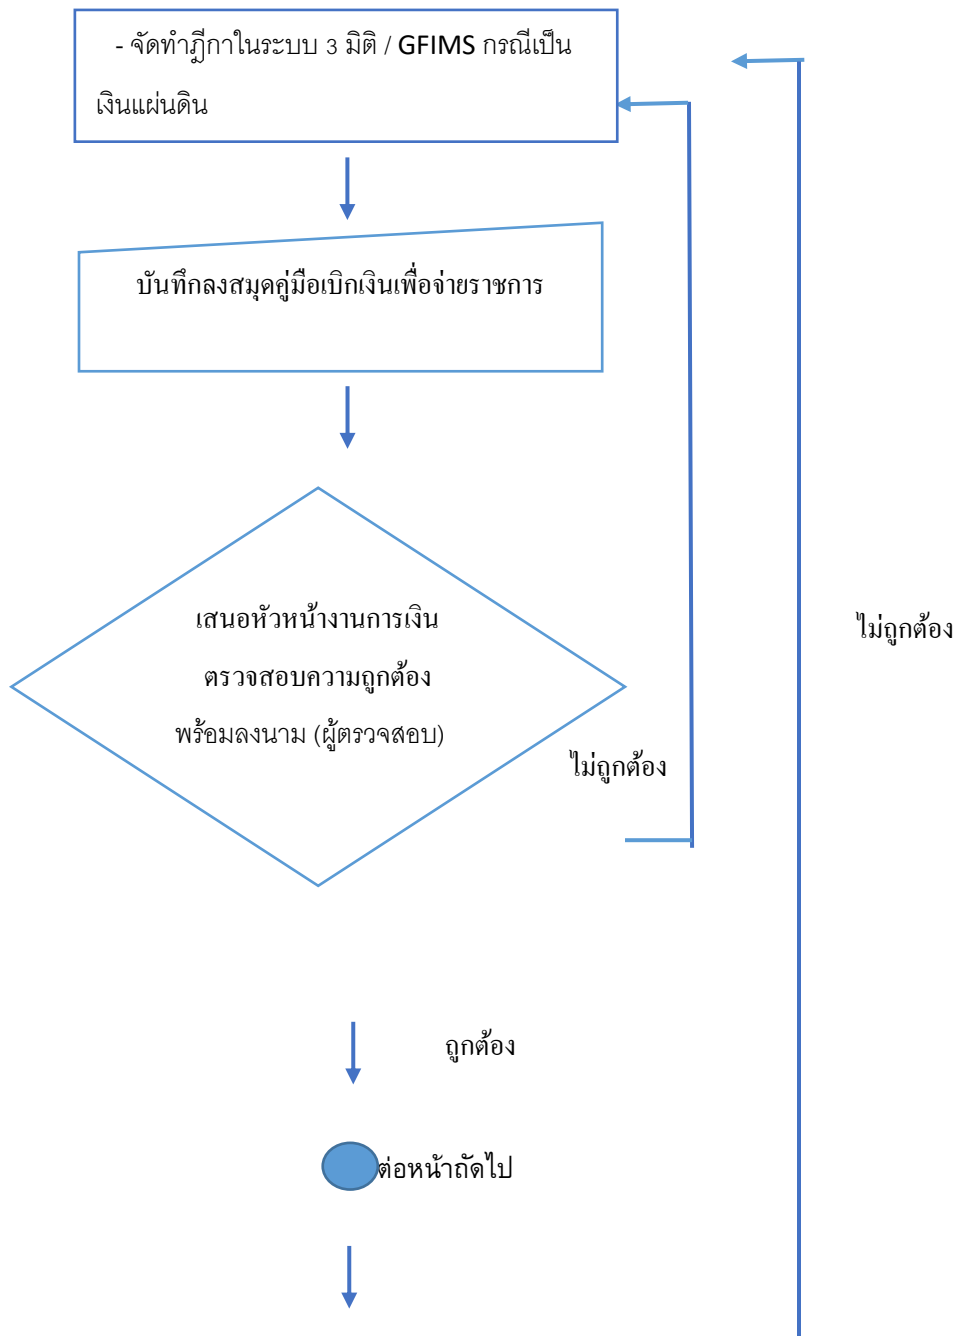 - จัดทำฎีกาในระบบ 3 มิติ / GFIMS กรณีเป็น
เงินแผ่นดิน
บันทึกลงสมุดคู่มือเบิกเงินเพื่อจ่ายราชการ
เสนอหัวหน้างานการเงิน
ตรวจสอบความถูกต้อง
พร้อมลงนาม (ผู้ตรวจสอบ)
ไม่ถูกต้อง
ไม่ถูกต้อง
ถูกต้อง
ต่อหน้าถัดไป